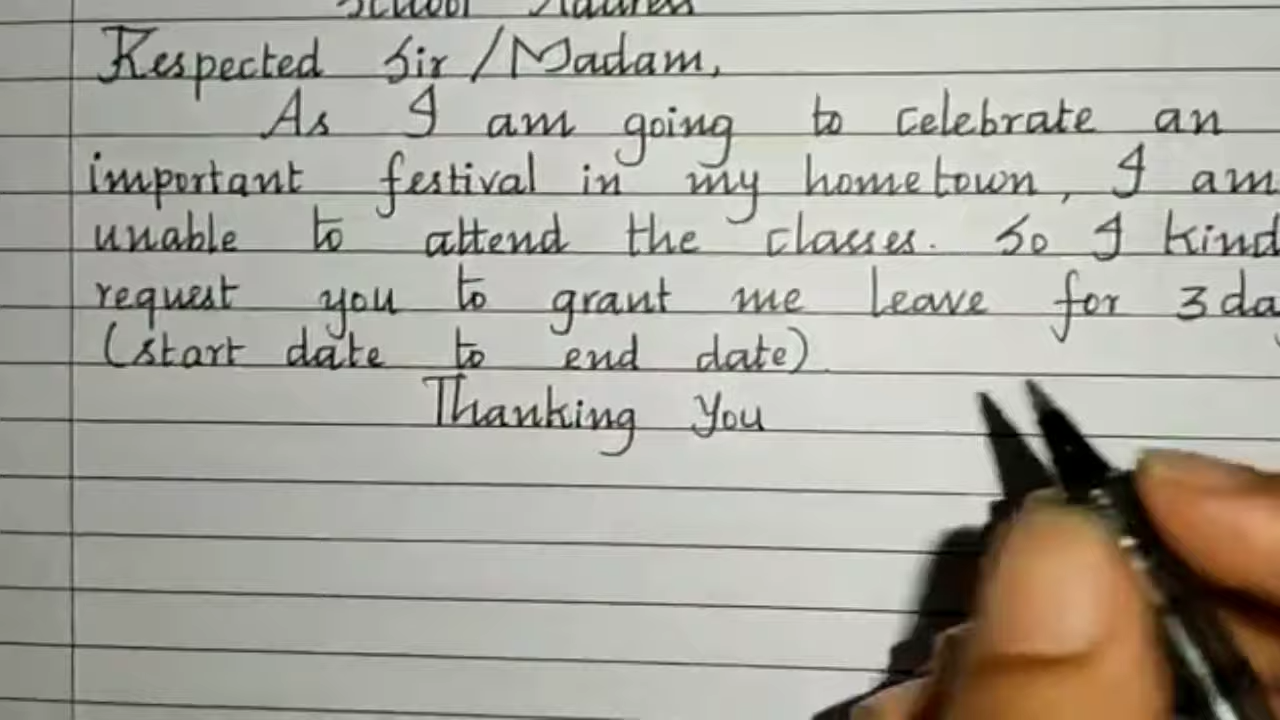 School Address
Respected Sir/Madam,
As I am going to celebrate an
important festival in my hometown, I am
unable to attend the classes. So I kind
request you to grant me leave for 3 da
(start date to end date)
Thanking You